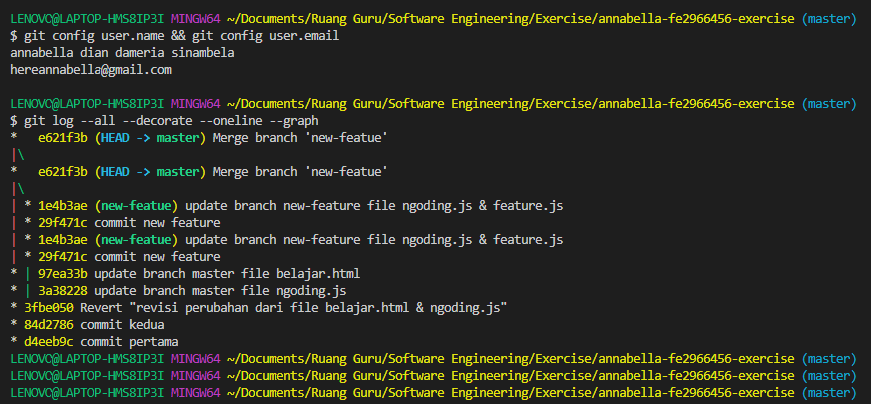 LENOVO@LAPTOP-HMS8IP3I MINGW64 ~/Documents/Ruang Guru/Software Engineering/Exercise/annabella-fe2966456-exercise (master)
$ git config user.name && git config user.email
annabella dian dameria sinambela
hereannabella@gmail.com
LENOVO@LAPTOP-HMS8IP3I MINGW64 ~/Documents/Ruang Guru/Software Engineering/Exercise/annabella-fe2966456-exercise (master)
$ git log --all --decorate --oneline --graph
*   e621f3b (HEAD -> master) Merge branch 'new-featue'
|\
*   e621f3b (HEAD -> master) Merge branch 'new-featue'
|\
| * 1e4b3ae (new-featue) update branch new-feature file ngoding.js & feature.js
| * 29f471c commit new feature
| * 1e4b3ae (new-featue) update branch new-feature file ngoding.js & feature.js
| * 29f471c commit new feature
* | 97ea33b update branch master file belajar.html
* | 3a38228 update branch master file ngoding.js
* 3fbe050 Revert "revisi perubahan dari file belajar.html & ngoding.js"
* 84d2786 commit kedua
* d4eeb9c commit pertama
LENOVO@LAPTOP-HMS8IP3I MINGW64 ~/Documents/Ruang Guru/Software Engineering/Exercise/annabella-fe2966456-exercise (master)
LENOVO@LAPTOP-HMS8IP3I MINGW64 ~/Documents/Ruang Guru/Software Engineering/Exercise/annabella-fe2966456-exercise (master)
LENOVO@LAPTOP-HMS8IP3I MINGW64 ~/Documents/Ruang Guru/Software Engineering/Exercise/annabella-fe2966456-exercise (master)